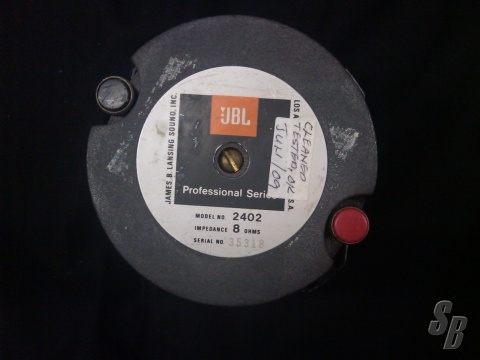 JBL
JAMES B. LANSING SOUND, INC.
LOS A
S.A.
CLEANED
TESTED, OK
JUL/09
Professional Serie
MODEL NO. 2402
IMPEDANCE 8 OHMS
SERIAL NO. 35318
SB